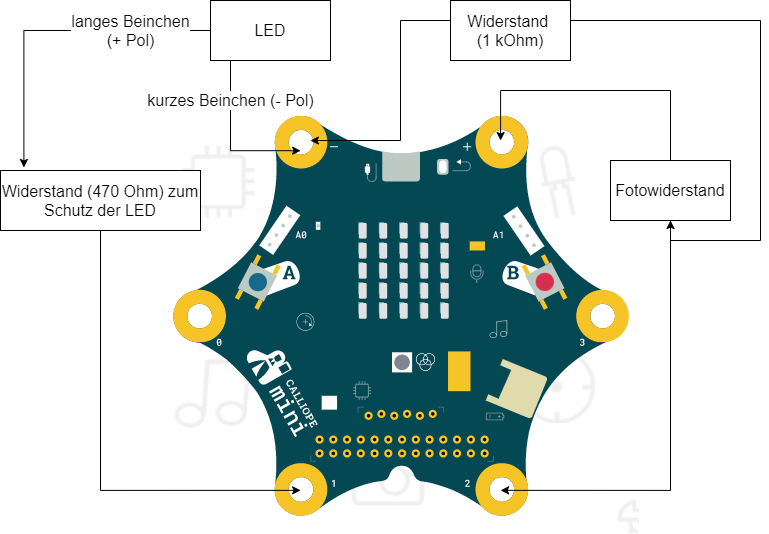 langes Beinchen
(+ Pol)
LED
Widerstand
(1 kOhm)
kurzes Beinchen (- Pol)
−
+
Widerstand (470 Ohm) zum
Schutz der LED
Fotowiderstand
A0
A1
A
B
0
3
CALLIOPE
mini
1
2